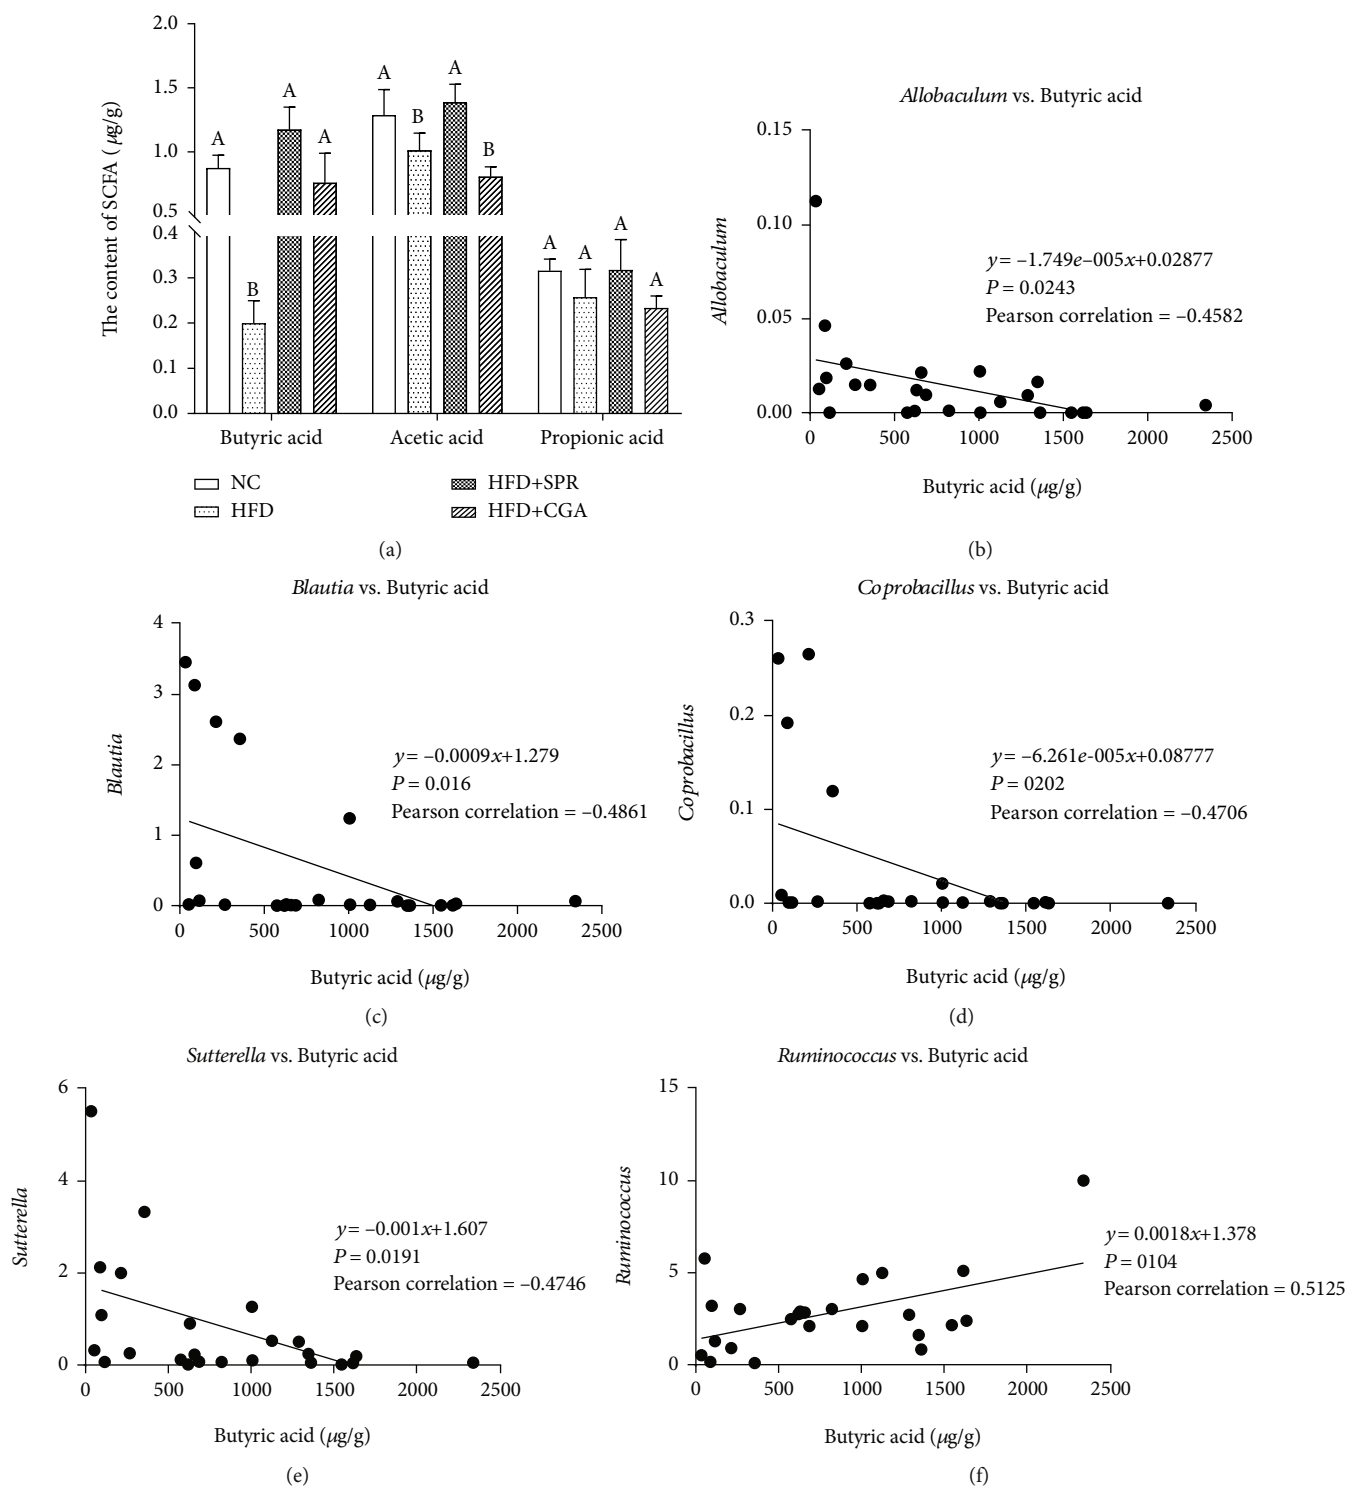 The content of SCFA (μg/g)
2.0
1.5
1.0
0.5
0.4
0.3
0.2
0.1
0.0
A
B
A
A
A
B
A
B
A
A
A
A
Butyric acid
Acetic acid
Propionic acid
NC
HFD
HFD+SPR
HFD+CGA
(a)
Allobaculum vs. Butyric acid
Allobaculum
0.15
0.10
0.05
0.00
y = –1.749e–005x+0.02877
P = 0.0243
Pearson correlation = –0.4582
0 500 1000 1500 2000 2500
Butyric acid (μg/g)
(b)
Blautia vs. Butyric acid
Blautia
4
3
2
1
0
y = –0.0009x+1.279
P = 0.016
Pearson correlation = –0.4861
0 500 1000 1500 2000 2500
Butyric acid (μg/g)
(c)
Coprobacillus vs. Butyric acid
Coprobacillus
0.3
0.2
0.1
0.0
y = –6.261e-005x+0.08777
P = 0202
Pearson correlation = –0.4706
0 500 1000 1500 2000 2500
Butyric acid (μg/g)
(d)
Sutterella vs. Butyric acid
Sutterella
6
4
2
0
y = –0.001x+1.607
P = 0.0191
Pearson correlation = –0.4746
0 500 1000 1500 2000 2500
Butyric acid (μg/g)
(e)
Ruminococcus vs. Butyric acid
Ruminococcus
15
10
5
0
y = 0.0018x+1.378
P = 0104
Pearson correlation = 0.5125
0 500 1000 1500 2000 2500
Butyric acid (μg/g)
(f)